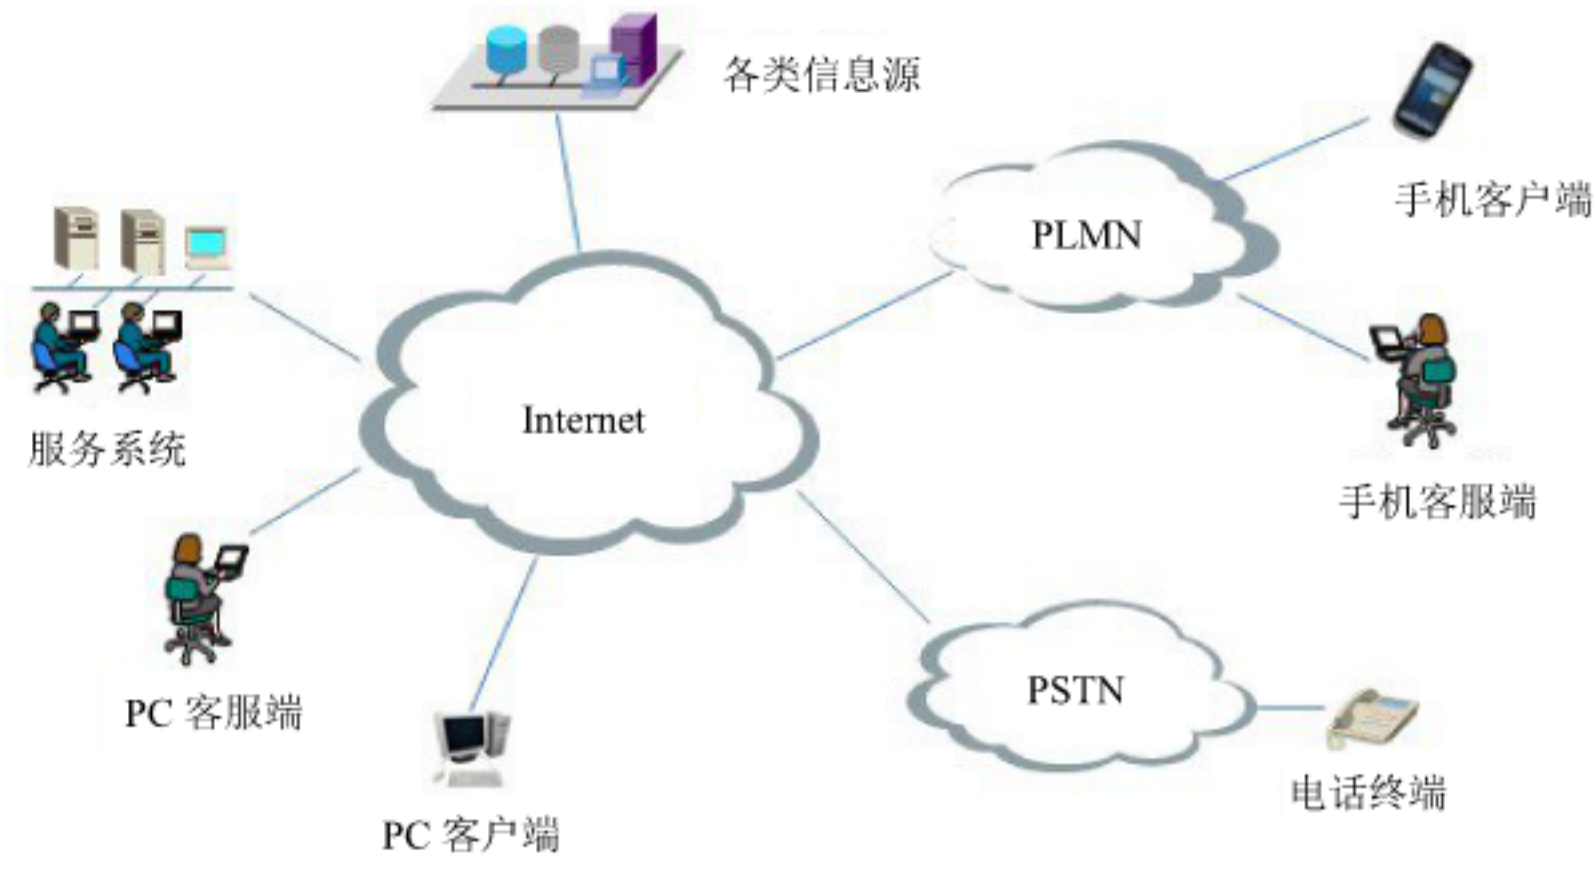 各类信息源
手机客户端
PLMN
Internet
服务系统
手机客服端
PC 客服端
PSTN
电话终端
PC 客户端